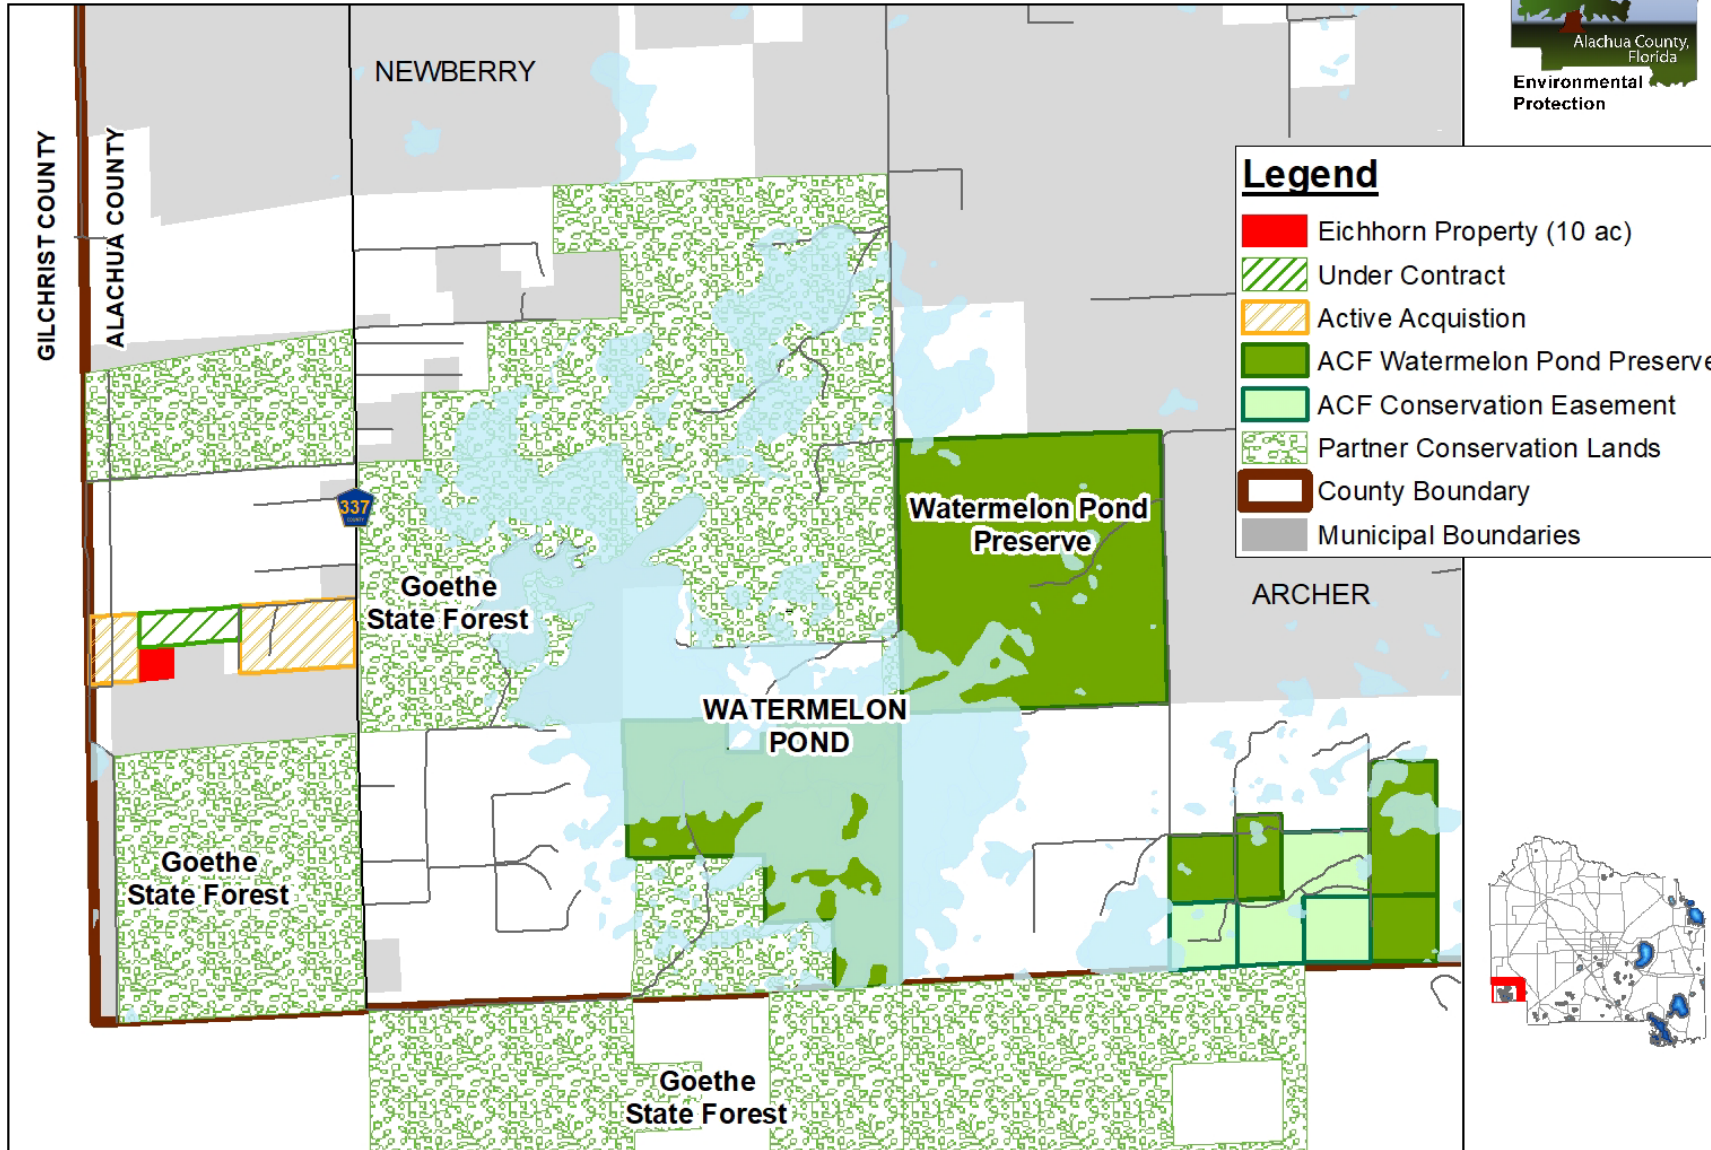 Alachua County,
Florida
Environmental
Protection
NEWBERRY
GILCHRIST COUNTY
ALACHUA COUNTY
Legend
Eichhorn Property (10 ac)
Under Contract
Active Acquistion
ACF Watermelon Pond Preserve
ACF Conservation Easement
Partner Conservation Lands
County Boundary
Municipal Boundaries
337
COUNTY
Watermelon Pond
Preserve
Goethe
State Forest
ARCHER
WATERMELON
POND
Goethe
State Forest
Goethe
State Forest